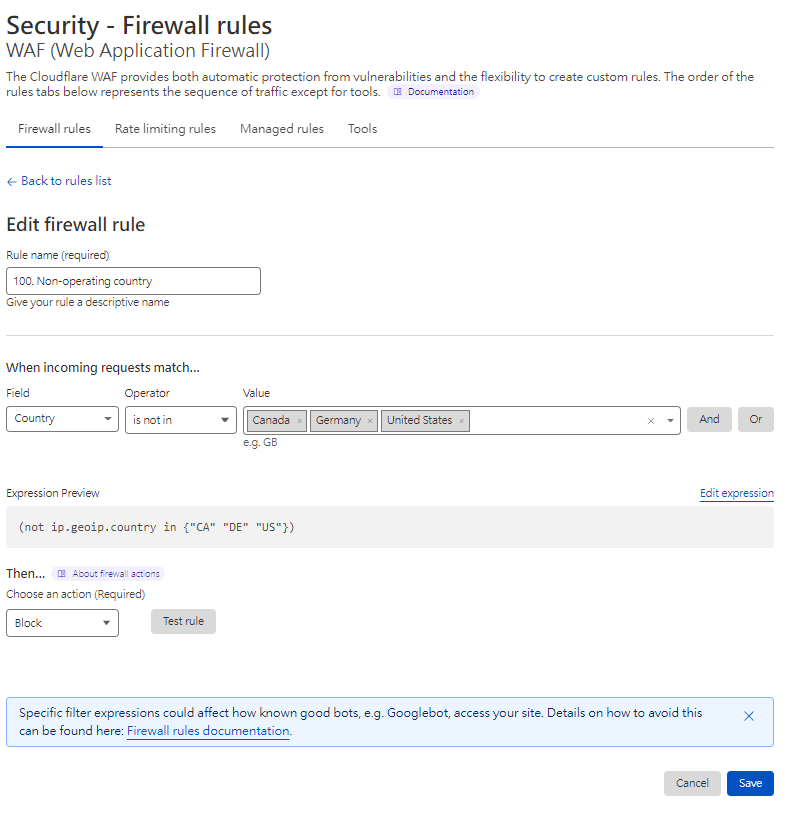 Security - Firewall rules
WAF (Web Application Firewall)
The Cloudflare WAF provides both automatic protection from vulnerabilities and the flexibility to create custom rules. The order of the
rules tabs below represents the sequence of traffic except for tools. Documentation
Firewall rules Rate limiting rules Managed rules Tools
← Back to rules list
Edit firewall rule
Rule name (required)
100. Non-operating country
Give your rule a descriptive name
When incoming requests match...
Field Operator Value
Country is not in Canada × Germany × United States × × And Or
e.g. GB
Expression Preview Edit expression
(not ip.geoip.country in {"CA" "DE" "US"})
Then... About firewall actions
Choose an action (Required)
Block Test rule
Specific filter expressions could affect how known good bots, e.g. Googlebot, access your site. Details on how to avoid this
can be found here: Firewall rules documentation.
Cancel Save